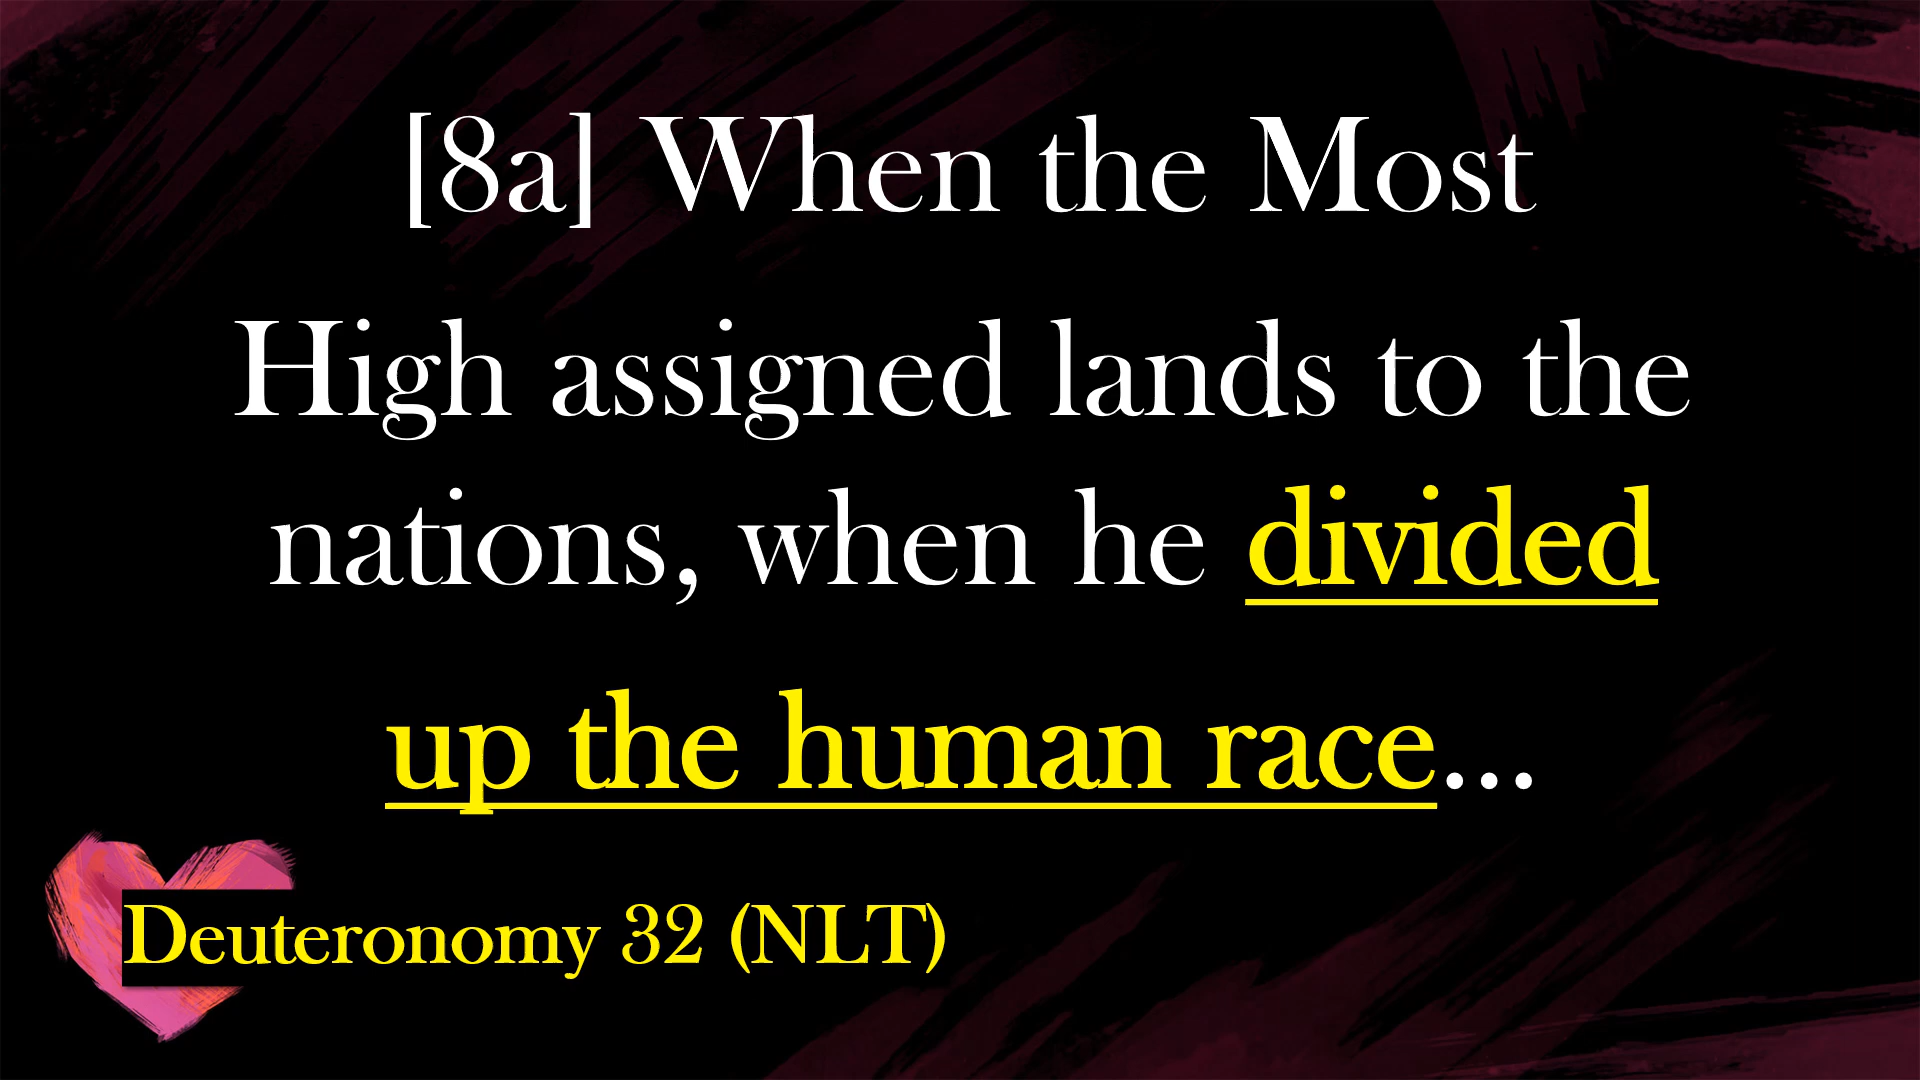 [8a] When the Most
High assigned lands to the
nations, when he divided
up the human race...
Deuteronomy 32 (NLT)